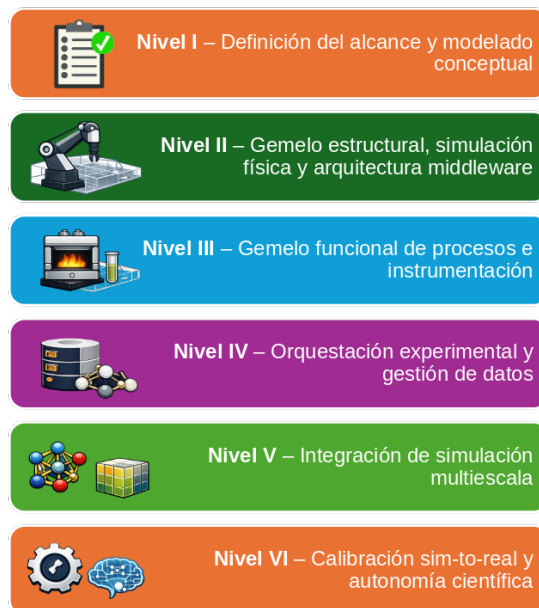 Nivel I – Definición del alcance y modelado
conceptual
Nivel II – Gemelo estructural, simulación
física y arquitectura middleware
Nivel III – Gemelo funcional de procesos e
instrumentación
Nivel IV – Orquestación experimental y
gestión de datos
Nivel V – Integración de simulación
multiescala
Nivel VI – Calibración sim-to-real y
autonomía científica